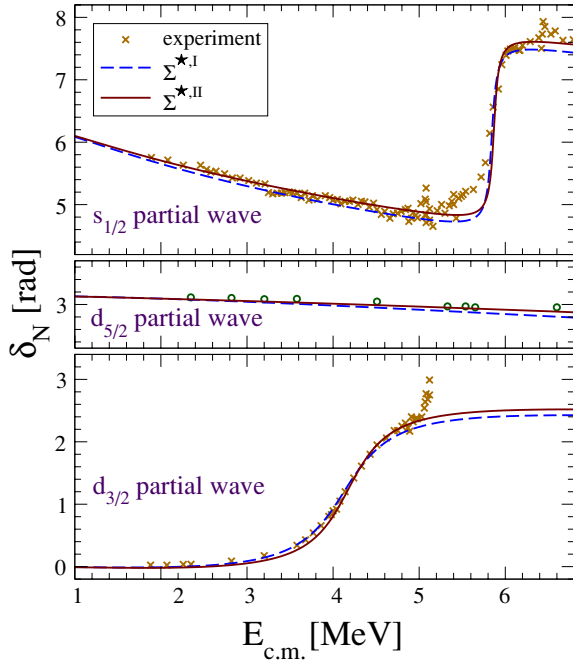 experiment
Σ★,I
Σ★,II
8
7
6
5
s1/2 partial wave
3
d5/2 partial wave
δN [rad]
3
2
1
0
d3/2 partial wave
1 2 3 4 5 6
Ec.m. [MeV]